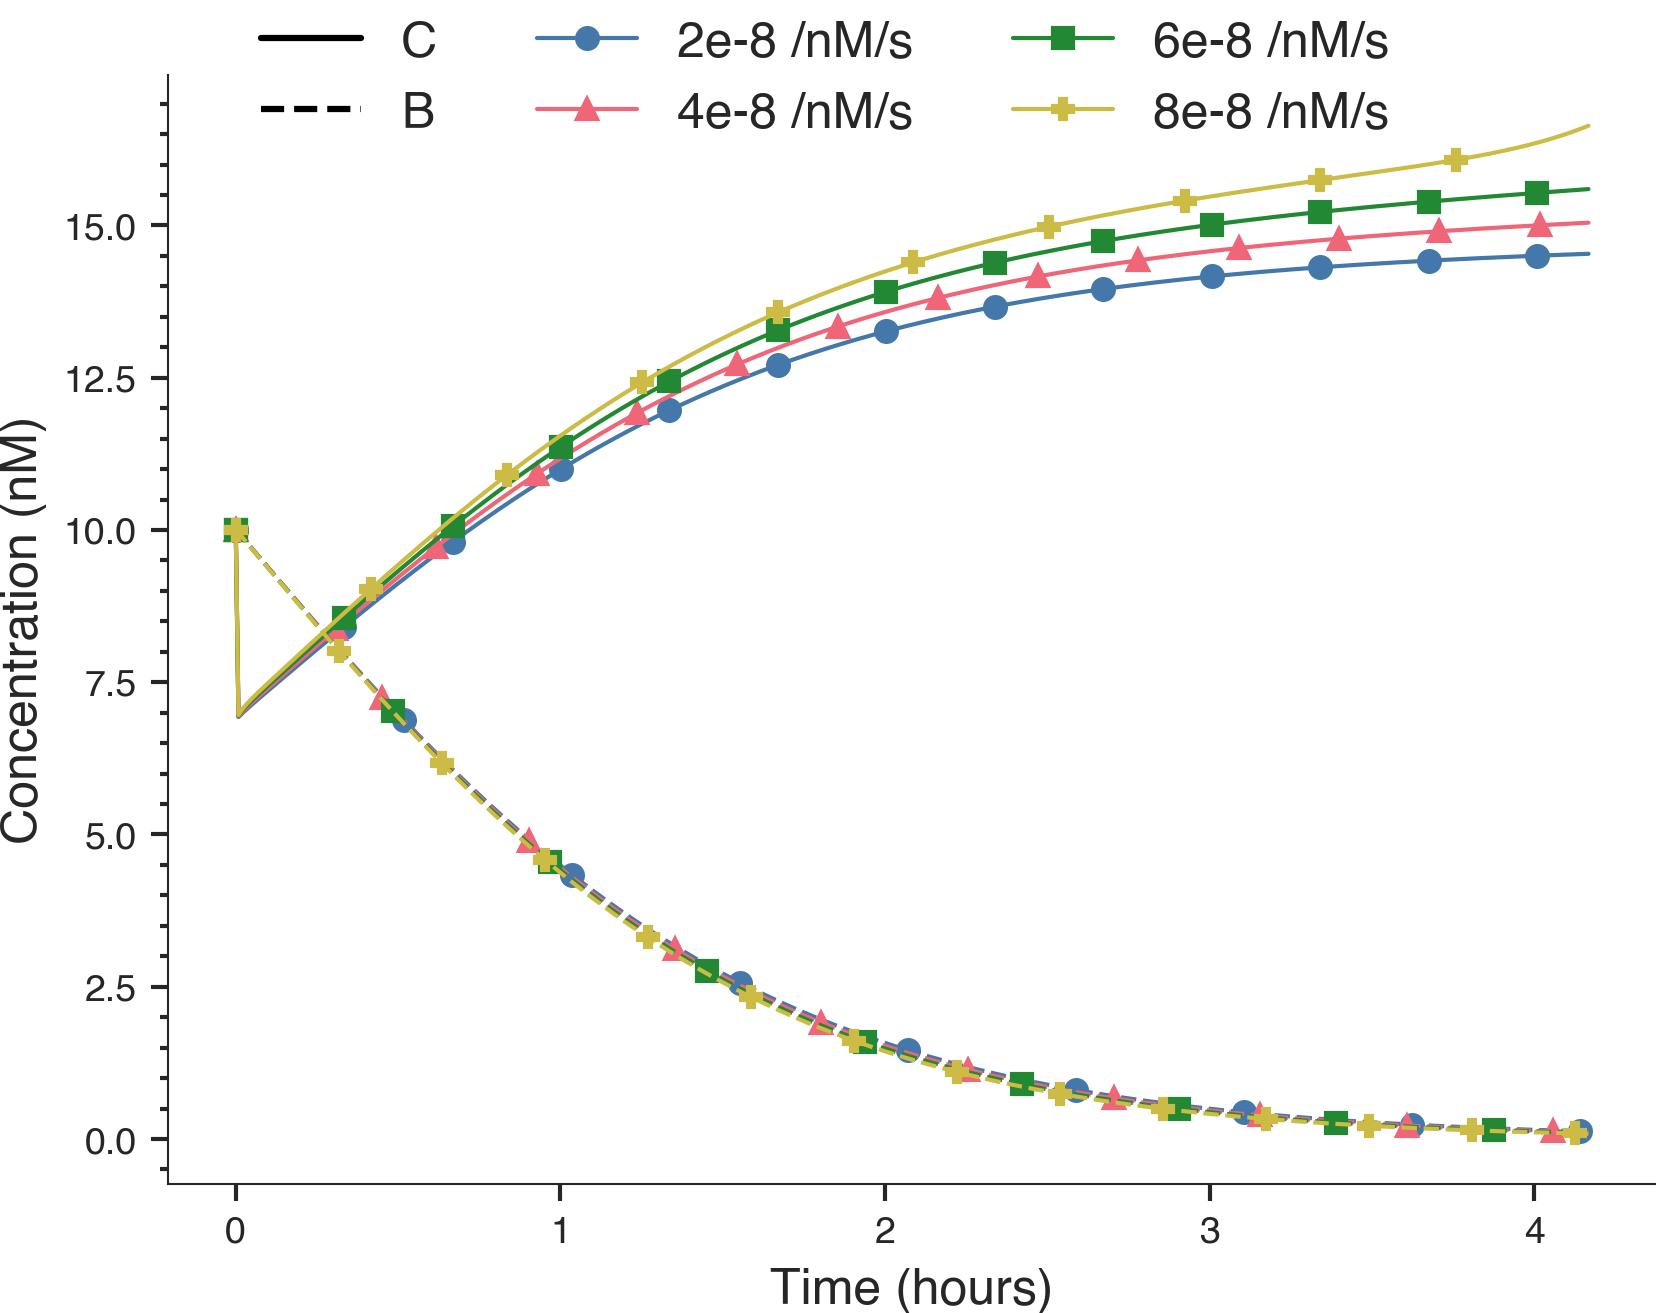 C 2e-8 /nM/s 6e-8 /nM/s
B 4e-8 /nM/s 8e-8 /nM/s
Concentration (nM)
15.0
12.5
10.0
7.5
5.0
2.5
0.0
0 1 2 3 4
Time (hours)